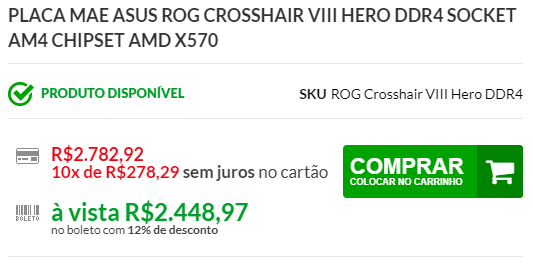 PLACA MAE ASUS ROG CROSSHAIR VIII HERO DDR4 SOCKET
AM4 CHIPSET AMD X570
PRODUTO DISPONÍVEL
SKU ROG Crosshair VIII Hero DDR4
R$2.782,92
10x de R$278,29 sem juros no cartão
COMPRAR
COLOCAR NO CARRINHO
BOLETO
à vista R$2.448,97
no boleto com 12% de desconto